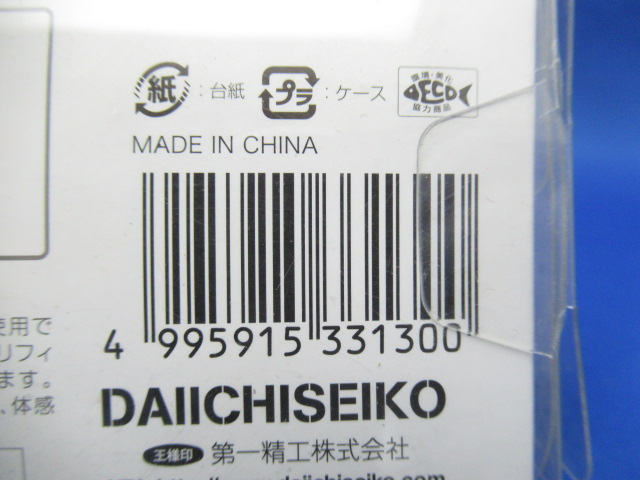 環境・美化
紙 : 台紙 プラ : ケース ECO
協力商品
MADE IN CHINA
4 995915 331300
使用で
リフィ
ます。
、体感
DAIICHISEIKO
王様印 第一精工株式会社
www.daiichiseiko.com